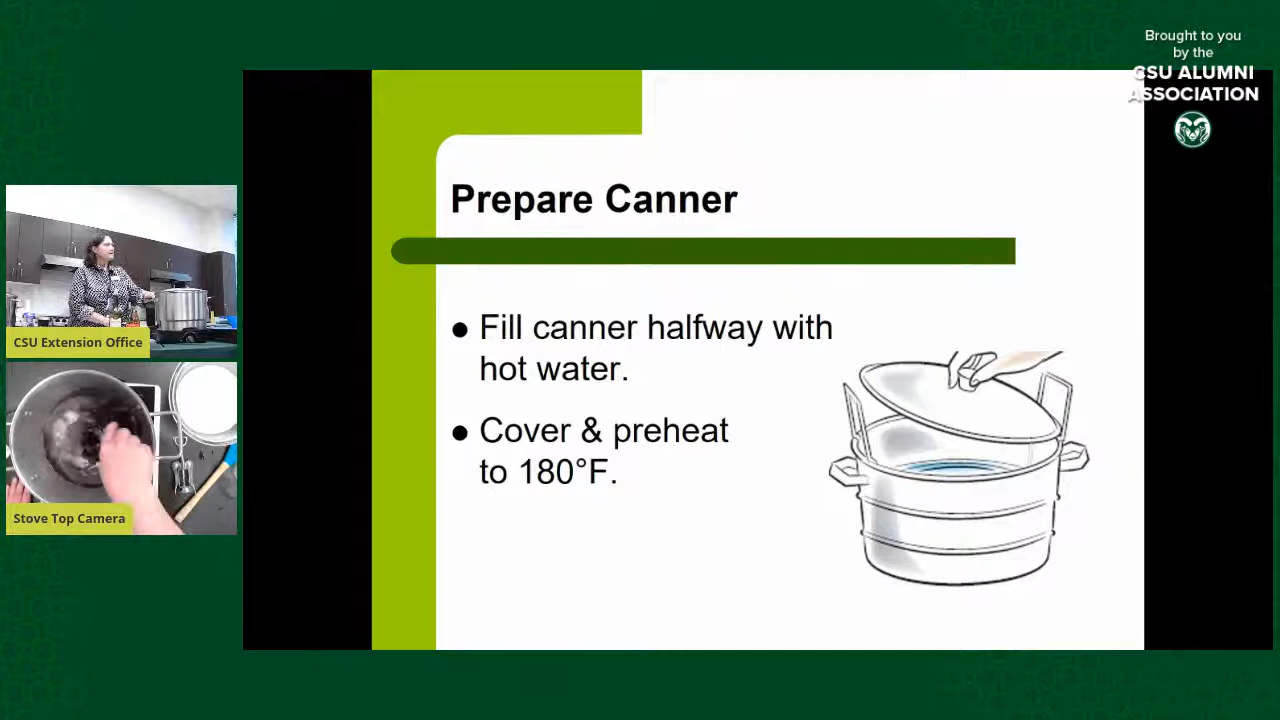 Brought to you
by the
CSU ALUMNI
ASSOCIATION
Prepare Canner
● Fill canner halfway with
hot water.
● Cover & preheat
to 180°F.
CSU Extension Office
Stove Top Camera